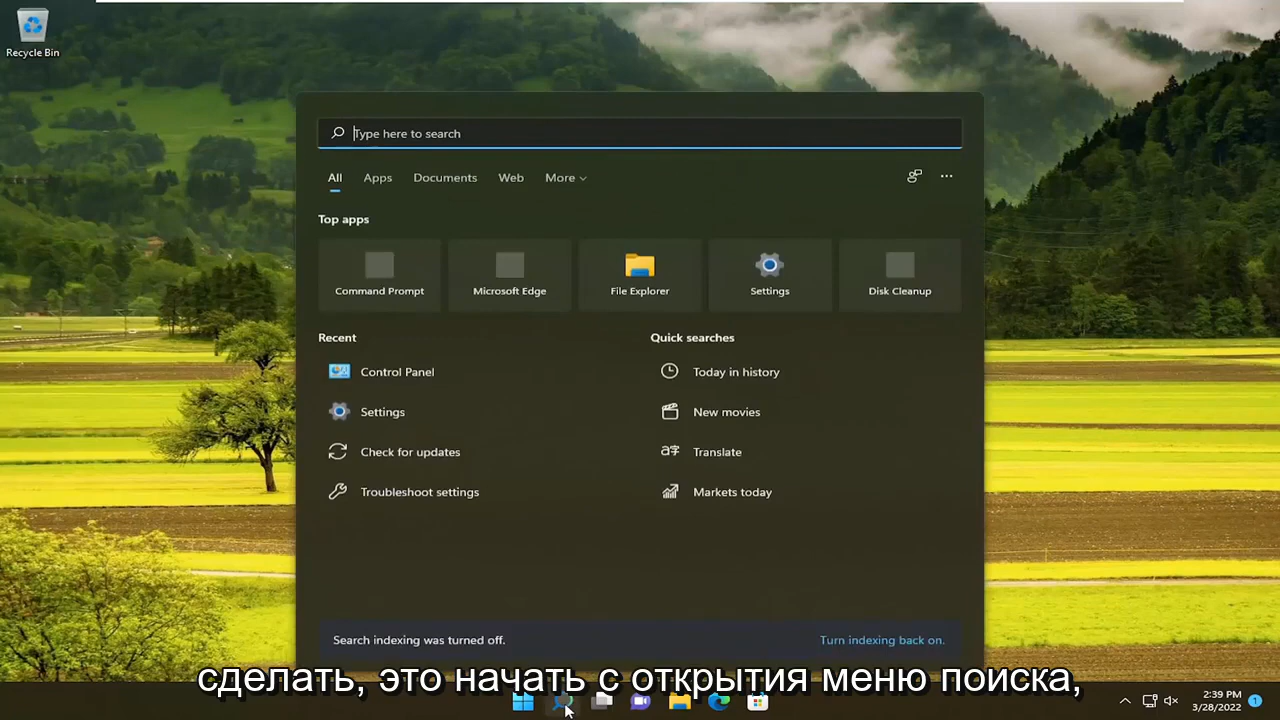 Recycle Bin
Type here to search
All Apps Documents Web More
Top apps
Command Prompt Microsoft Edge File Explorer Settings Disk Cleanup
Recent Quick searches
Control Panel Today in history
Settings New movies
Check for updates Translate
Troubleshoot settings Markets today
Search indexing was turned off. Turn indexing back on.
сделать, это начать с открытия меню поиска,
2:39 PM
3/28/2022 1